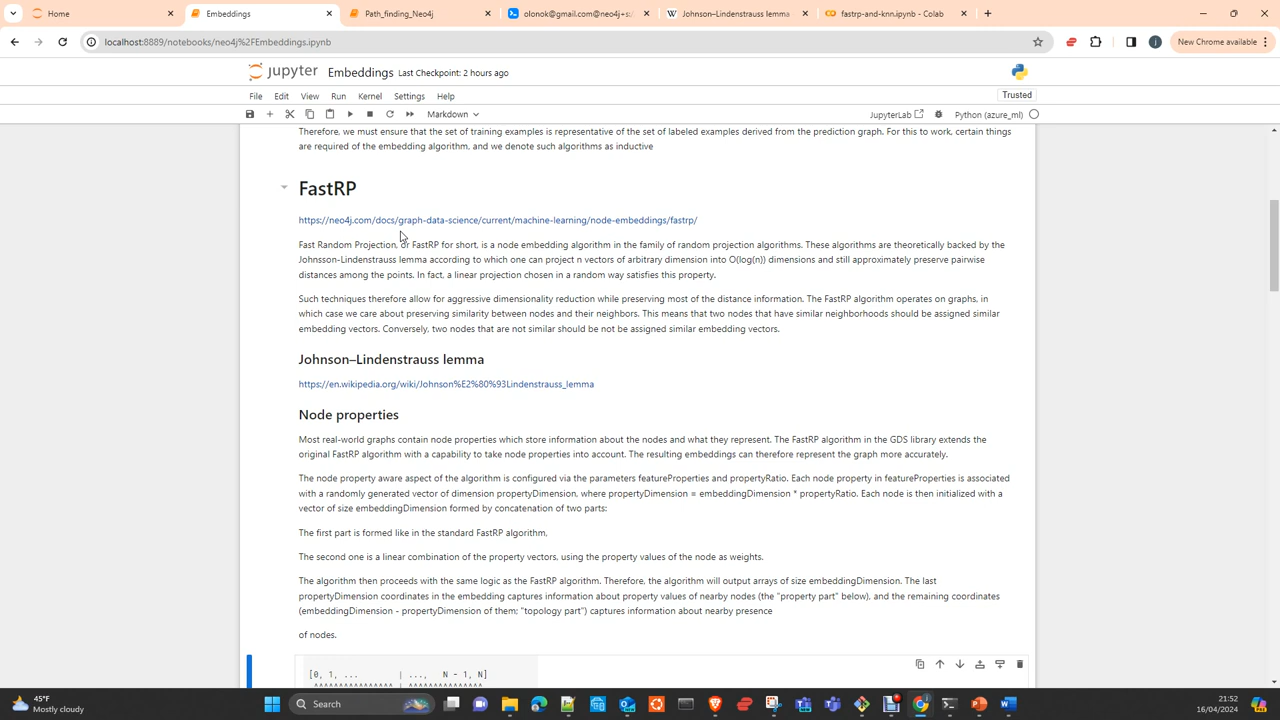 Home
Embeddings
Path_finding_Neo4j
olonok@gmail.com@neo4j+s:/
Johnson–Lindenstrauss lemma
fastrp-and-knn.ipynb - Colab
localhost:8889/notebooks/neo4j%2FEmbeddings.ipynb
New Chrome available
jupyter Embeddings Last Checkpoint: 2 hours ago
File Edit View Run Kernel Settings Help
Trusted
Markdown
JupyterLab
Python (azure_ml)
Therefore, we must ensure that the set of training examples is representative of the set of labeled examples derived from the prediction graph. For this to work, certain things
are required of the embedding algorithm, and we denote such algorithms as inductive
FastRP
https://neo4j.com/docs/graph-data-science/current/machine-learning/node-embeddings/fastrp/
Fast Random Projection, or FastRP for short, is a node embedding algorithm in the family of random projection algorithms. These algorithms are theoretically backed by the
Johnsson-Lindenstrauss lemma according to which one can project n vectors of arbitrary dimension into O(log(n)) dimensions and still approximately preserve pairwise
distances among the points. In fact, a linear projection chosen in a random way satisfies this property.
Such techniques therefore allow for aggressive dimensionality reduction while preserving most of the distance information. The FastRP algorithm operates on graphs, in
which case we care about preserving similarity between nodes and their neighbors. This means that two nodes that have similar neighborhoods should be assigned similar
embedding vectors. Conversely, two nodes that are not similar should be not be assigned similar embedding vectors.
Johnson–Lindenstrauss lemma
https://en.wikipedia.org/wiki/Johnson%E2%80%93Lindenstrauss_lemma
Node properties
Most real-world graphs contain node properties which store information about the nodes and what they represent. The FastRP algorithm in the GDS library extends the
original FastRP algorithm with a capability to take node properties into account. The resulting embeddings can therefore represent the graph more accurately.
The node property aware aspect of the algorithm is configured via the parameters featureProperties and propertyRatio. Each node property in featureProperties is associated
with a randomly generated vector of dimension propertyDimension, where propertyDimension = embeddingDimension * propertyRatio. Each node is then initialized with a
vector of size embeddingDimension formed by concatenation of two parts:
The first part is formed like in the standard FastRP algorithm,
The second one is a linear combination of the property vectors, using the property values of the node as weights.
The algorithm then proceeds with the same logic as the FastRP algorithm. Therefore, the algorithm will output arrays of size embeddingDimension. The last
propertyDimension coordinates in the embedding captures information about property values of nearby nodes (the "property part" below), and the remaining coordinates
(embeddingDimension - propertyDimension of them; "topology part") captures information about nearby presence
of nodes.
[0, 1, ... | ..., N - 1, N]
^^^^^^^^^^^^^^^^ | ^^^^^^^^^^^^^^^
45°F
Mostly cloudy
Search
21:52
16/04/2024